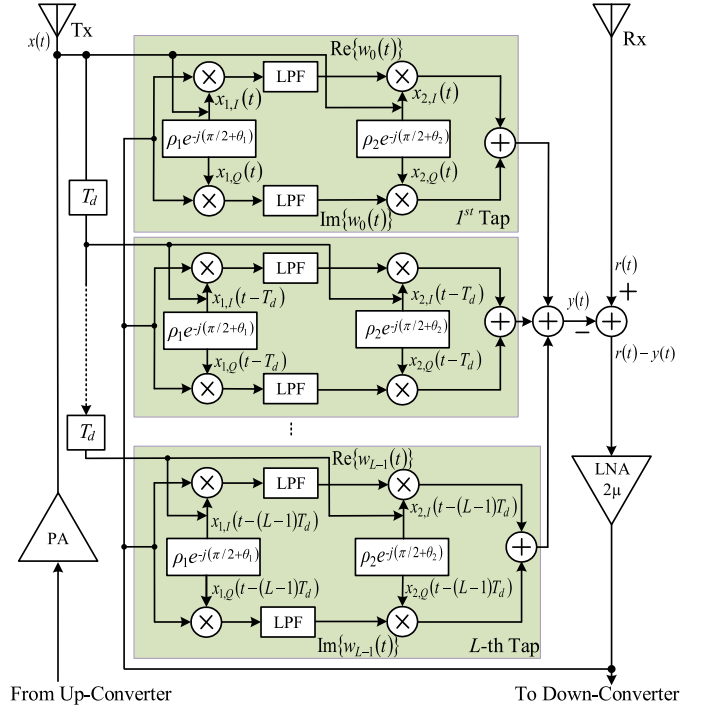 Tx
Rx
x(t)
Re{w₀(t)}
LPF
x₁,I(t)
x₂,I(t)
ρ₁e^-j(π/2+θ₁)
ρ₂e^-j(π/2+θ₂)
x₁,Q(t)
x₂,Q(t)
LPF
Im{w₀(t)}
1st Tap
T_d
LPF
x₁,I(t−T_d)
x₂,I(t−T_d)
ρ₁e^-j(π/2+θ₁)
ρ₂e^-j(π/2+θ₂)
x₁,Q(t−T_d)
x₂,Q(t−T_d)
LPF
r(t)
+
y(t)
−
r(t)−y(t)
T_d
Re{w_L−1(t)}
LPF
x₁,I(t−(L−1)T_d)
x₂,I(t−(L−1)T_d)
ρ₁e^-j(π/2+θ₁)
ρ₂e^-j(π/2+θ₂)
x₁,Q(t−(L−1)T_d)
x₂,Q(t−(L−1)T_d)
LPF
Im{w_L−1(t)}
L-th Tap
PA
LNA
2μ
From Up-Converter
To Down-Converter